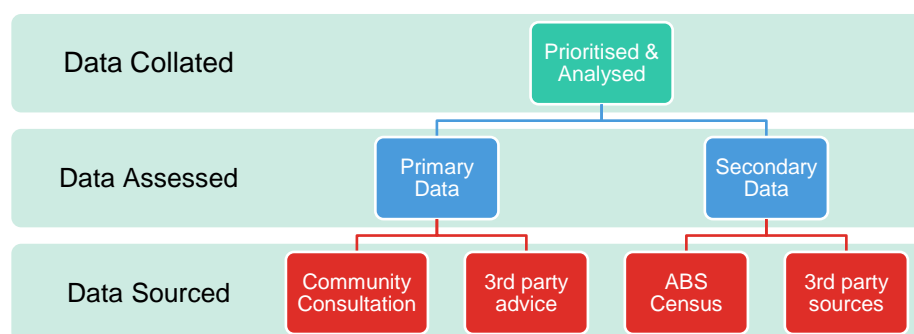 Data Collated
Prioritised &
Analysed
Data Assessed
Primary
Data
Secondary
Data
Data Sourced
Community
Consultation
3rd party
advice
ABS
Census
3rd party
sources